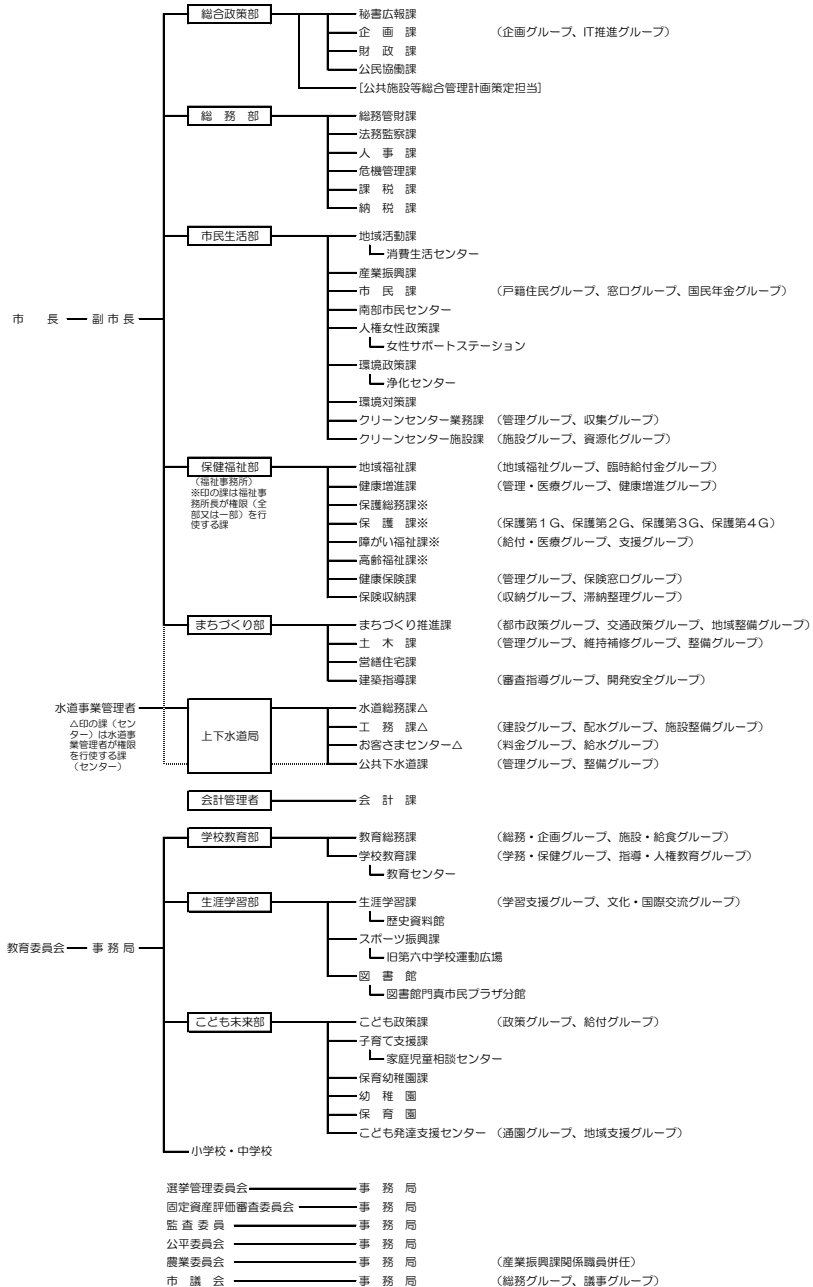 総合政策部 秘書広報課
企 画 課 （企画グループ、IT推進グループ）
財 政 課
公民協働課
[公共施設等総合管理計画策定担当]
総 務 部 総務管財課
法務監察課
人 事 課
危機管理課
課 税 課
納 税 課
市民生活部 地域活動課
消費生活センター
産業振興課
市 民 課 （戸籍住民グループ、窓口グループ、国民年金グループ）
南部市民センター
市 長 副 市 長
人権女性政策課
女性サポートステーション
環境政策課
浄化センター
環境対策課
クリーンセンター業務課 （管理グループ、収集グループ）
クリーンセンター施設課 （施設グループ、資源化グループ）
保健福祉部 地域福祉課 （地域福祉グループ、臨時給付金グループ）
（福祉事務所）
※印の課は福祉事
務所長が権限（全
部又は一部）を行
使する課
健康増進課 （管理・医療グループ、健康増進グループ）
保護総務課※
保 護 課※ （保護第１G、保護第２G、保護第３G、保護第４G）
障がい福祉課※ （給付・医療グループ、支援グループ）
高齢福祉課※
健康保険課 （管理グループ、保険窓口グループ）
保険収納課 （収納グループ、滞納整理グループ）
まちづくり部 まちづくり推進課 （都市政策グループ、交通政策グループ、地域整備グループ）
土 木 課 （管理グループ、維持補修グループ、整備グループ）
営繕住宅課
建築指導課 （審査指導グループ、開発安全グループ）
水道事業管理者
△印の課（セン
ター）は水道事
業管理者が権限
を行使する課
（センター）
上下水道局
水道総務課△
工 務 課△ （建設グループ、配水グループ、施設整備グループ）
お客さまセンター△ （料金グループ、給水グループ）
公共下水道課 （管理グループ、整備グループ）
会計管理者 会 計 課
学校教育部 教育総務課 （総務・企画グループ、施設・給食グループ）
学校教育課 （学務・保健グループ、指導・人権教育グループ）
教育センター
生涯学習部 生涯学習課 （学習支援グループ、文化・国際交流グループ）
歴史資料館
スポーツ振興課
教育委員会 事 務 局
旧第六中学校運動広場
図 書 館
図書館門真市民プラザ分館
こども未来部 こども政策課 （政策グループ、給付グループ）
子育て支援課
家庭児童相談センター
保育幼稚園課
幼 稚 園
保 育 園
こども発達支援センター （通園グループ、地域支援グループ）
小学校・中学校
選挙管理委員会 事 務 局
固定資産評価審査委員会 事 務 局
監 査 委 員 事 務 局
公平委員会 事 務 局
農業委員会 事 務 局 （産業振興課関係職員併任）
市 議 会 事 務 局 （総務グループ、議事グループ）